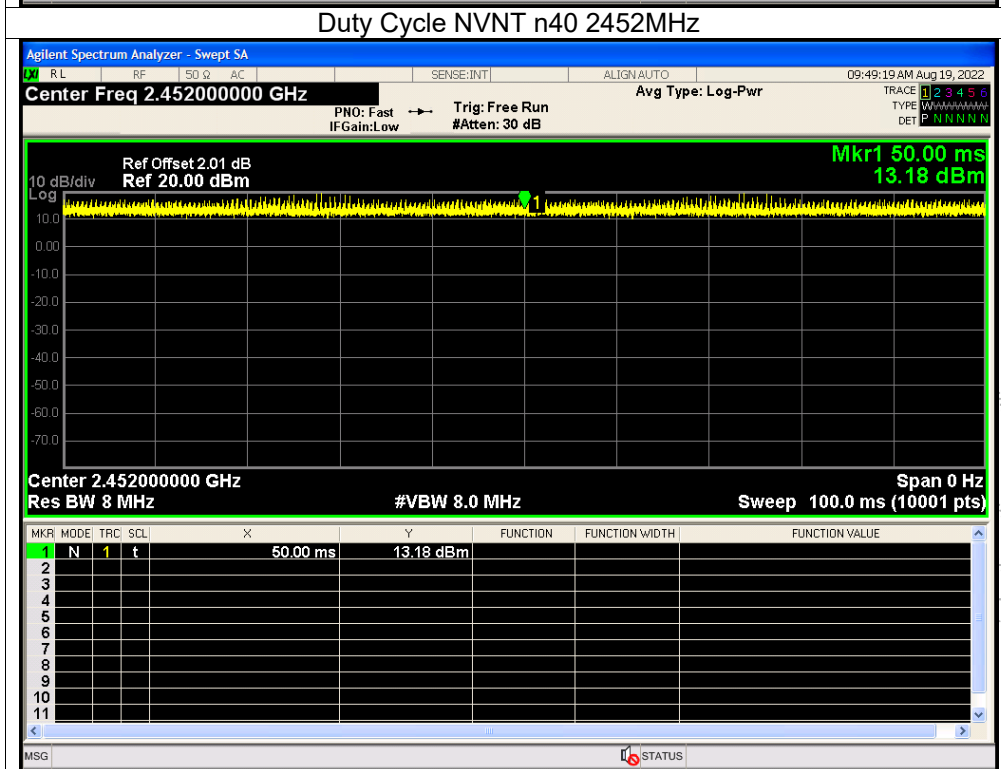 Duty Cycle NVNT n40 2452MHz
Agilent Spectrum Analyzer - Swept SA
LXI RL RF 50 Ω AC SENSE:INT ALIGN AUTO 09:49:19 AM Aug 19, 2022
Center Freq 2.452000000 GHz Avg Type: Log-Pwr TRACE 1 2 3 4 5 6
PNO: Fast Trig: Free Run TYPE WWWWWW
IFGain:Low #Atten: 30 dB DET P N N N N N
Mkr1 50.00 ms
Ref Offset 2.01 dB
10 dB/div Ref 20.00 dBm 13.18 dBm
Log
1
10.0
0.00
-10.0
-20.0
-30.0
-40.0
-50.0
-60.0
-70.0
Center 2.452000000 GHz Span 0 Hz
Res BW 8 MHz #VBW 8.0 MHz Sweep 100.0 ms (10001 pts)
MKR MODE TRC SCL X Y FUNCTION FUNCTION WIDTH FUNCTION VALUE
1 N 1 t 50.00 ms 13.18 dBm
2
3
4
5
6
7
8
9
10
11
MSG STATUS